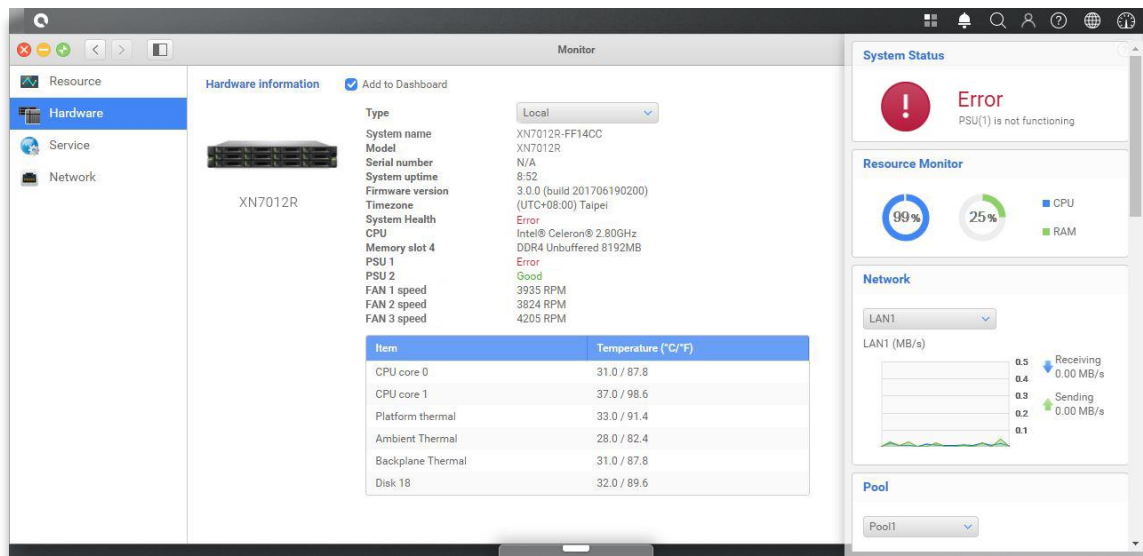 Monitor
Resource
Hardware
Service
Network
Hardware information
Add to Dashboard
XN7012R
Type Local
System name XN7012R-FF14CC
Model XN7012R
Serial number N/A
System uptime 8:52
Firmware version 3.0.0 (build 201706190200)
Timezone (UTC+08:00) Taipei
System Health Error
CPU Intel® Celeron® 2.80GHz
Memory slot 4 DDR4 Unbuffered 8192MB
PSU 1 Error
PSU 2 Good
FAN 1 speed 3935 RPM
FAN 2 speed 3824 RPM
FAN 3 speed 4205 RPM
Item Temperature (°C/°F)
CPU core 0 31.0 / 87.8
CPU core 1 37.0 / 98.6
Platform thermal 33.0 / 91.4
Ambient Thermal 28.0 / 82.4
Backplane Thermal 31.0 / 87.8
Disk 18 32.0 / 89.6
System Status
Error
PSU(1) is not functioning
Resource Monitor
99%
25%
CPU
RAM
Network
LAN1
LAN1 (MB/s)
0.5
0.4
0.3
0.2
0.1
Receiving
0.00 MB/s
Sending
0.00 MB/s
Pool
Pool1